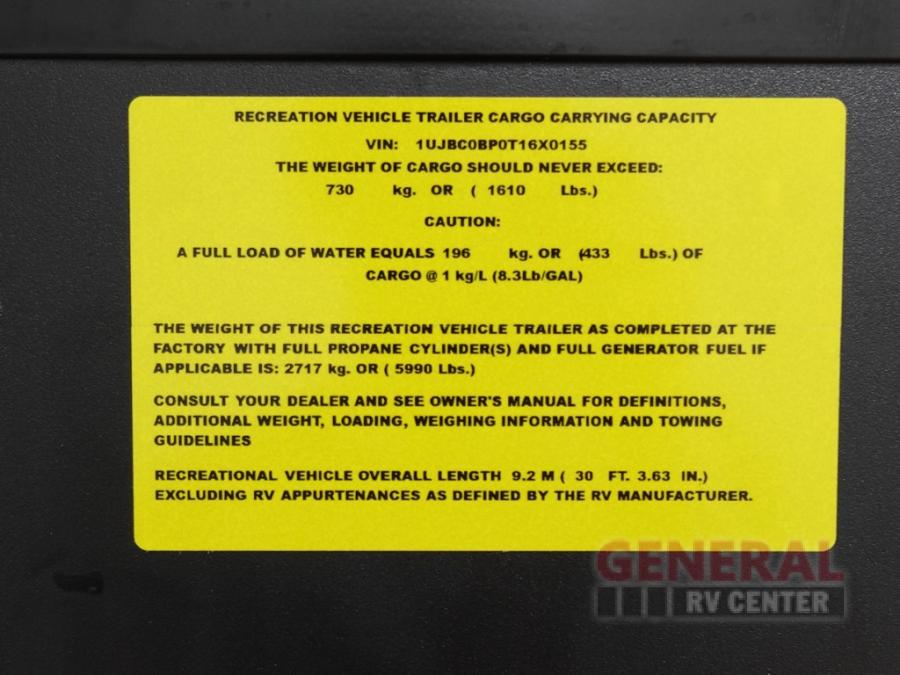 RECREATION VEHICLE TRAILER CARGO CARRYING CAPACITY
VIN: 1UJBC0BP0T16X0155
THE WEIGHT OF CARGO SHOULD NEVER EXCEED:
730 kg. OR ( 1610 Lbs.)
CAUTION:
A FULL LOAD OF WATER EQUALS 196 kg. OR (433 Lbs.) OF
CARGO @ 1 kg/L (8.3Lb/GAL)
THE WEIGHT OF THIS RECREATION VEHICLE TRAILER AS COMPLETED AT THE
FACTORY WITH FULL PROPANE CYLINDER(S) AND FULL GENERATOR FUEL IF
APPLICABLE IS: 2717 kg. OR ( 5990 Lbs.)
CONSULT YOUR DEALER AND SEE OWNER'S MANUAL FOR DEFINITIONS,
ADDITIONAL WEIGHT, LOADING, WEIGHING INFORMATION AND TOWING
GUIDELINES
RECREATIONAL VEHICLE OVERALL LENGTH 9.2 M ( 30 FT. 3.63 IN.)
EXCLUDING RV APPURTENANCES AS DEFINED BY THE RV MANUFACTURER.
GENERAL
RV CENTER